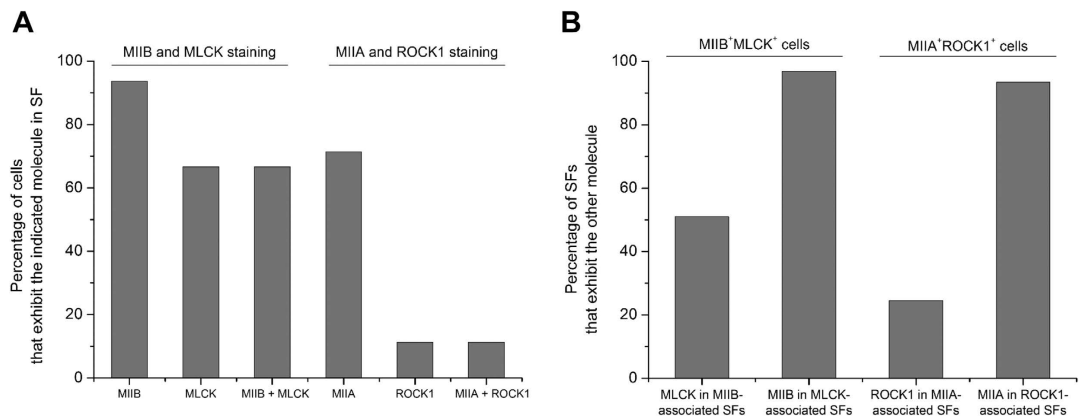 A
MIIB and MLCK staining
MIIA and ROCK1 staining
Percentage of cells
that exhibit the indicated molecule in SF
100
80
60
40
20
0
MIIB
MLCK
MIIB + MLCK
MIIA
ROCK1
MIIA + ROCK1
B
MIIB⁺MLCK⁺ cells
MIIA⁺ROCK1⁺ cells
Percentage of SFs
that exhibit the other molecule
100
80
60
40
20
0
MLCK in MIIB-
associated SFs
MIIB in MLCK-
associated SFs
ROCK1 in MIIA-
associated SFs
MIIA in ROCK1-
associated SFs